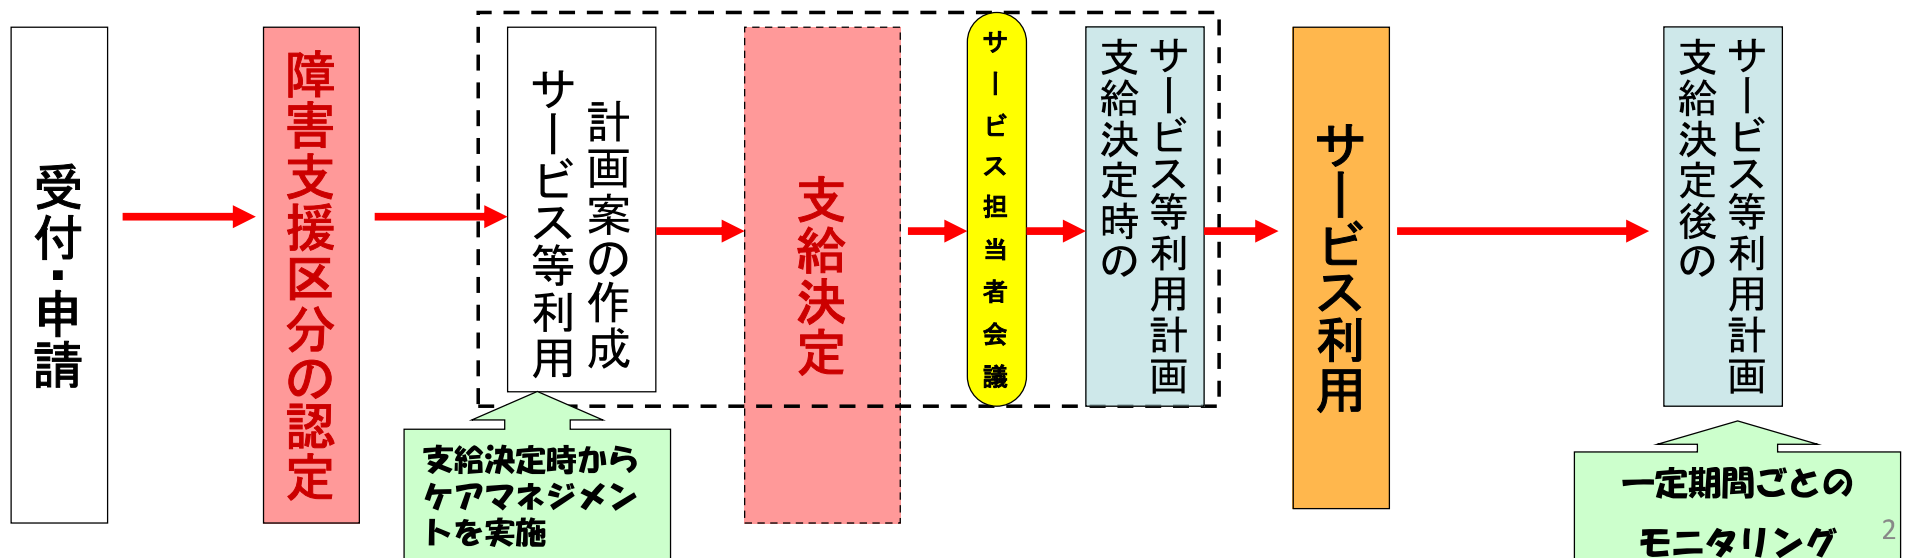 受付・申請
障害支援区分の認定
サービス等利用
計画案の作成
支給決定
サービス担当者会議
支給決定時の
サービス等利用計画
サービス利用
支給決定後の
サービス等利用計画
支給決定時から
ケアマネジメン
トを実施
一定期間ごとの
モニタリング
2